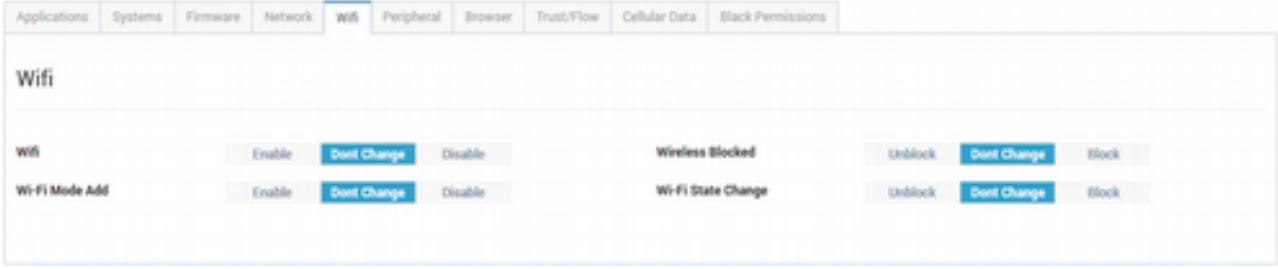 Applications Systems Firmware Network Wifi Peripheral Browser Trust/Flow Cellular Data Black Permissions
Wifi
Wifi Enable Dont Change Disable Wireless Blocked Unblock Dont Change Block
Wi-Fi Mode Add Enable Dont Change Disable Wi-Fi State Change Unblock Dont Change Block